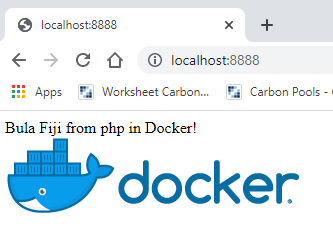 localhost:8888
localhost:8888
Apps Worksheet Carbon... Carbon Pools - G
Bula Fiji from php in Docker!
docker